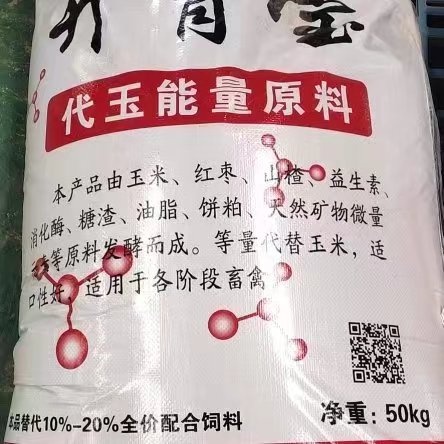 代玉能量原料
本产品由玉米、红枣、山楂、益生素、
消化酶、糖渣、油脂、饼粕、天然矿物微量
等原料发酵而成。等量代替玉米,适
口性好,适用于各阶段畜禽
净重:50kg
本品替代10%-20%全价配合饲料